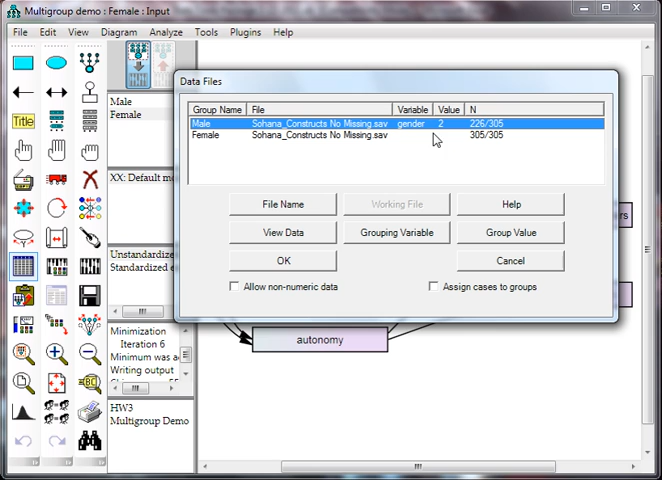 Multigroup demo : Female : Input
File Edit View Diagram Analyze Tools Plugins Help
Data Files
Group Name File Variable Value N
Male Sohana_Constructs No Missing.sav gender 2 226/305
Female Sohana_Constructs No Missing.sav 305/305
File Name Working File Help
View Data Grouping Variable Group Value
OK Cancel
Allow non-numeric data Assign cases to groups
Title
Male
Female
XX: Default m
Unstandardize
Standardized e
Minimization
Iteration 6
Minimum was a
Writing output
HW3
Multigroup Demo
autonomy
rs
BC